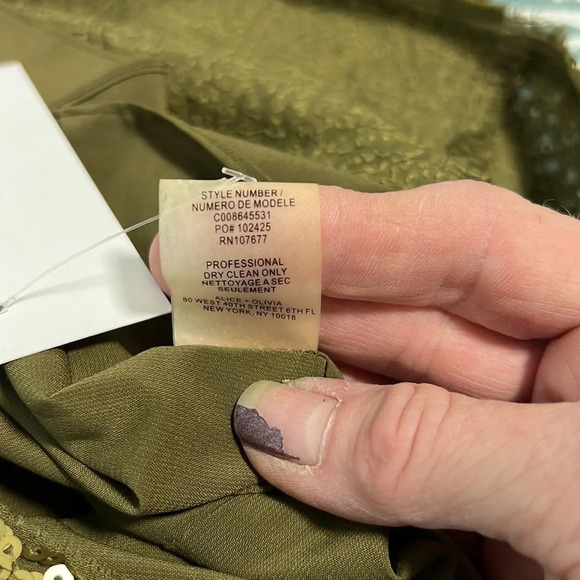 STYLE NUMBER/
NUMERO DE MODELE
C008645531
PO# 102425
RN107677
PROFESSIONAL
DRY CLEAN ONLY
NETTOYAGE A SEC
SEULEMENT
ALICE + OLIVIA
80 WEST 40TH STREET 6TH FL
NEW YORK, NY 10018